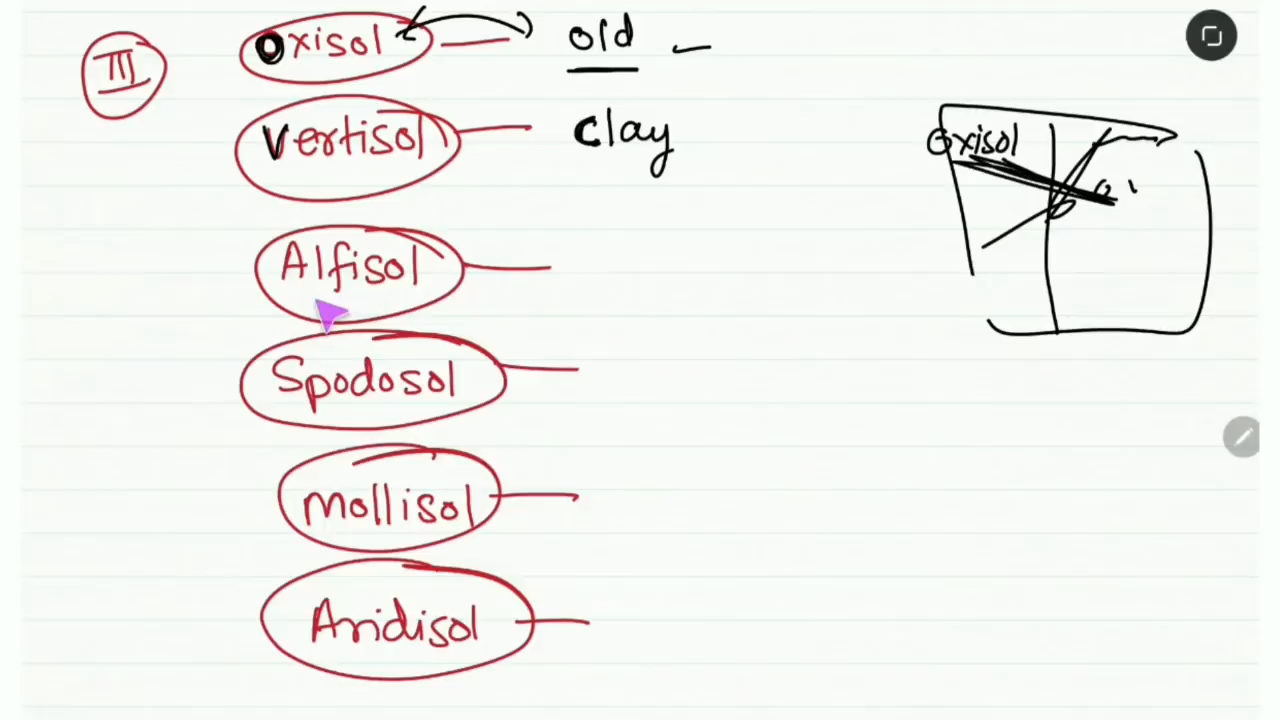 III
Oxisol old
Vertisol clay
Oxisol
Alfisol
Spodosol
Mollisol
Aridisol